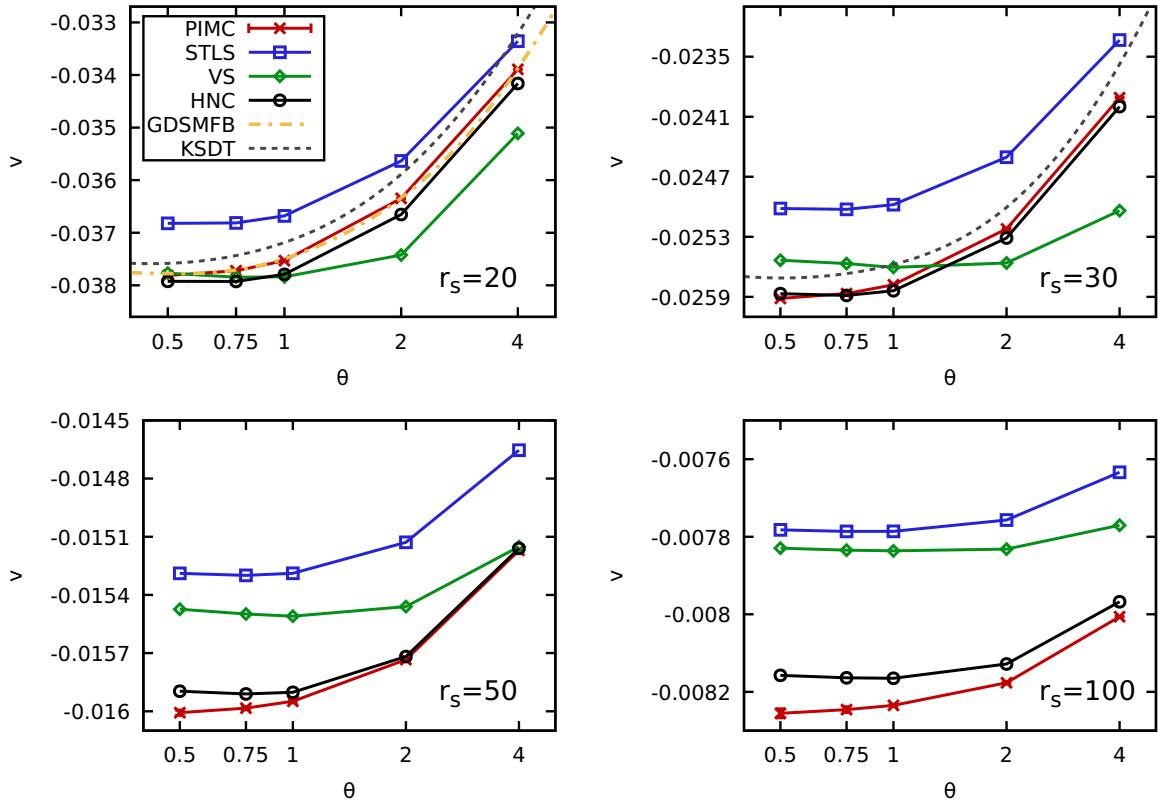 -0.033
-0.034
-0.035
-0.036
-0.037
-0.038
v
PIMC
STLS
VS
HNC
GDSMFB
KSDT
r_s=20
0.5 0.75 1 2 4
θ
-0.0235
-0.0241
-0.0247
-0.0253
-0.0259
v
r_s=30
0.5 0.75 1 2 4
θ
-0.0145
-0.0148
-0.0151
-0.0154
-0.0157
-0.016
v
r_s=50
0.5 0.75 1 2 4
θ
-0.0076
-0.0078
-0.008
-0.0082
v
r_s=100
0.5 0.75 1 2 4
θ